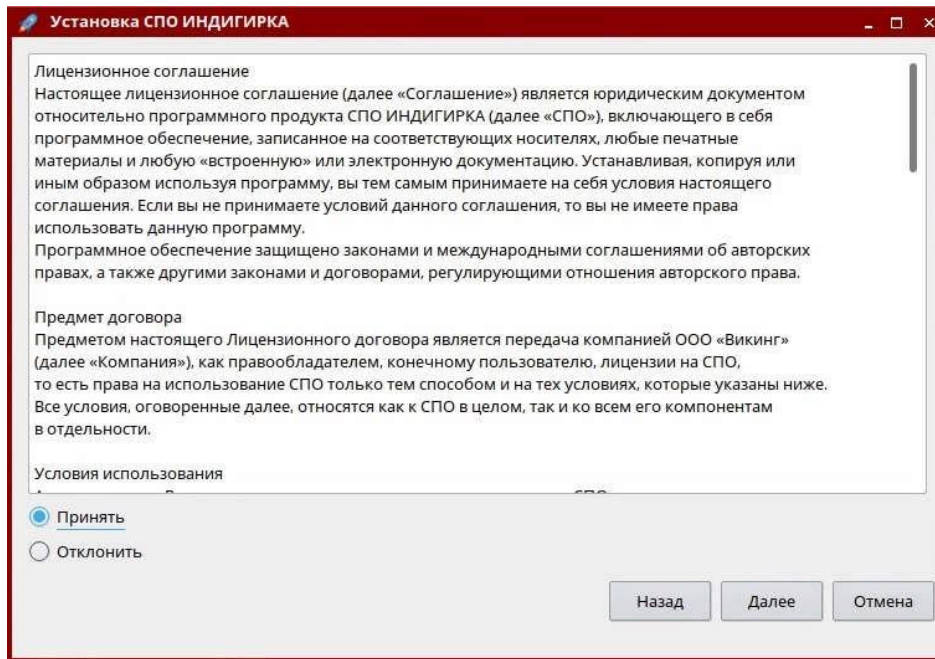 Установка СПО ИНДИГИРКА
Лицензионное соглашение
Настоящее лицензионное соглашение (далее «Соглашение») является юридическим документом
относительно программного продукта СПО ИНДИГИРКА (далее «СПО»), включающего в себя
программное обеспечение, записанное на соответствующих носителях, любые печатные
материалы и любую «встроенную» или электронную документацию. Устанавливая, копируя или
иным образом используя программу, вы тем самым принимаете на себя условия настоящего
соглашения. Если вы не принимаете условий данного соглашения, то вы не имеете права
использовать данную программу.
Программное обеспечение защищено законами и международными соглашениями об авторских
правах, а также другими законами и договорами, регулирующими отношения авторского права.
Предмет договора
Предметом настоящего Лицензионного договора является передача компанией ООО «Викинг»
(далее «Компания»), как правообладателем, конечному пользователю, лицензии на СПО,
то есть права на использование СПО только тем способом и на тех условиях, которые указаны ниже.
Все условия, оговоренные далее, относятся как к СПО в целом, так и ко всем его компонентам
в отдельности.
Условия использования
Принять
Отклонить
Назад
Далее
Отмена